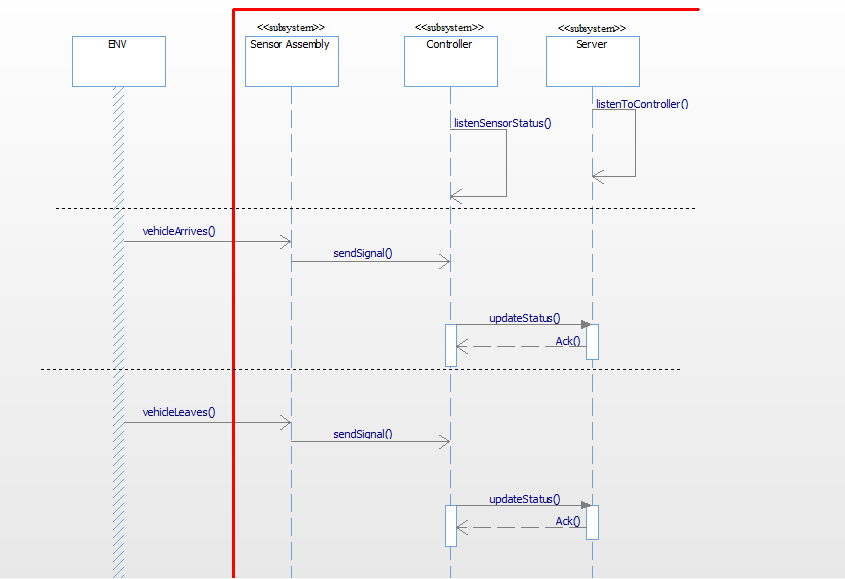 <<subsystem>>
<<subsystem>>
<<subsystem>>
ENV
Sensor Assembly
Controller
Server
listenToController()
listenSensorStatus()
vehicleArrives()
sendSignal()
updateStatus()
Ack()
vehicleLeaves()
sendSignal()
updateStatus()
Ack()